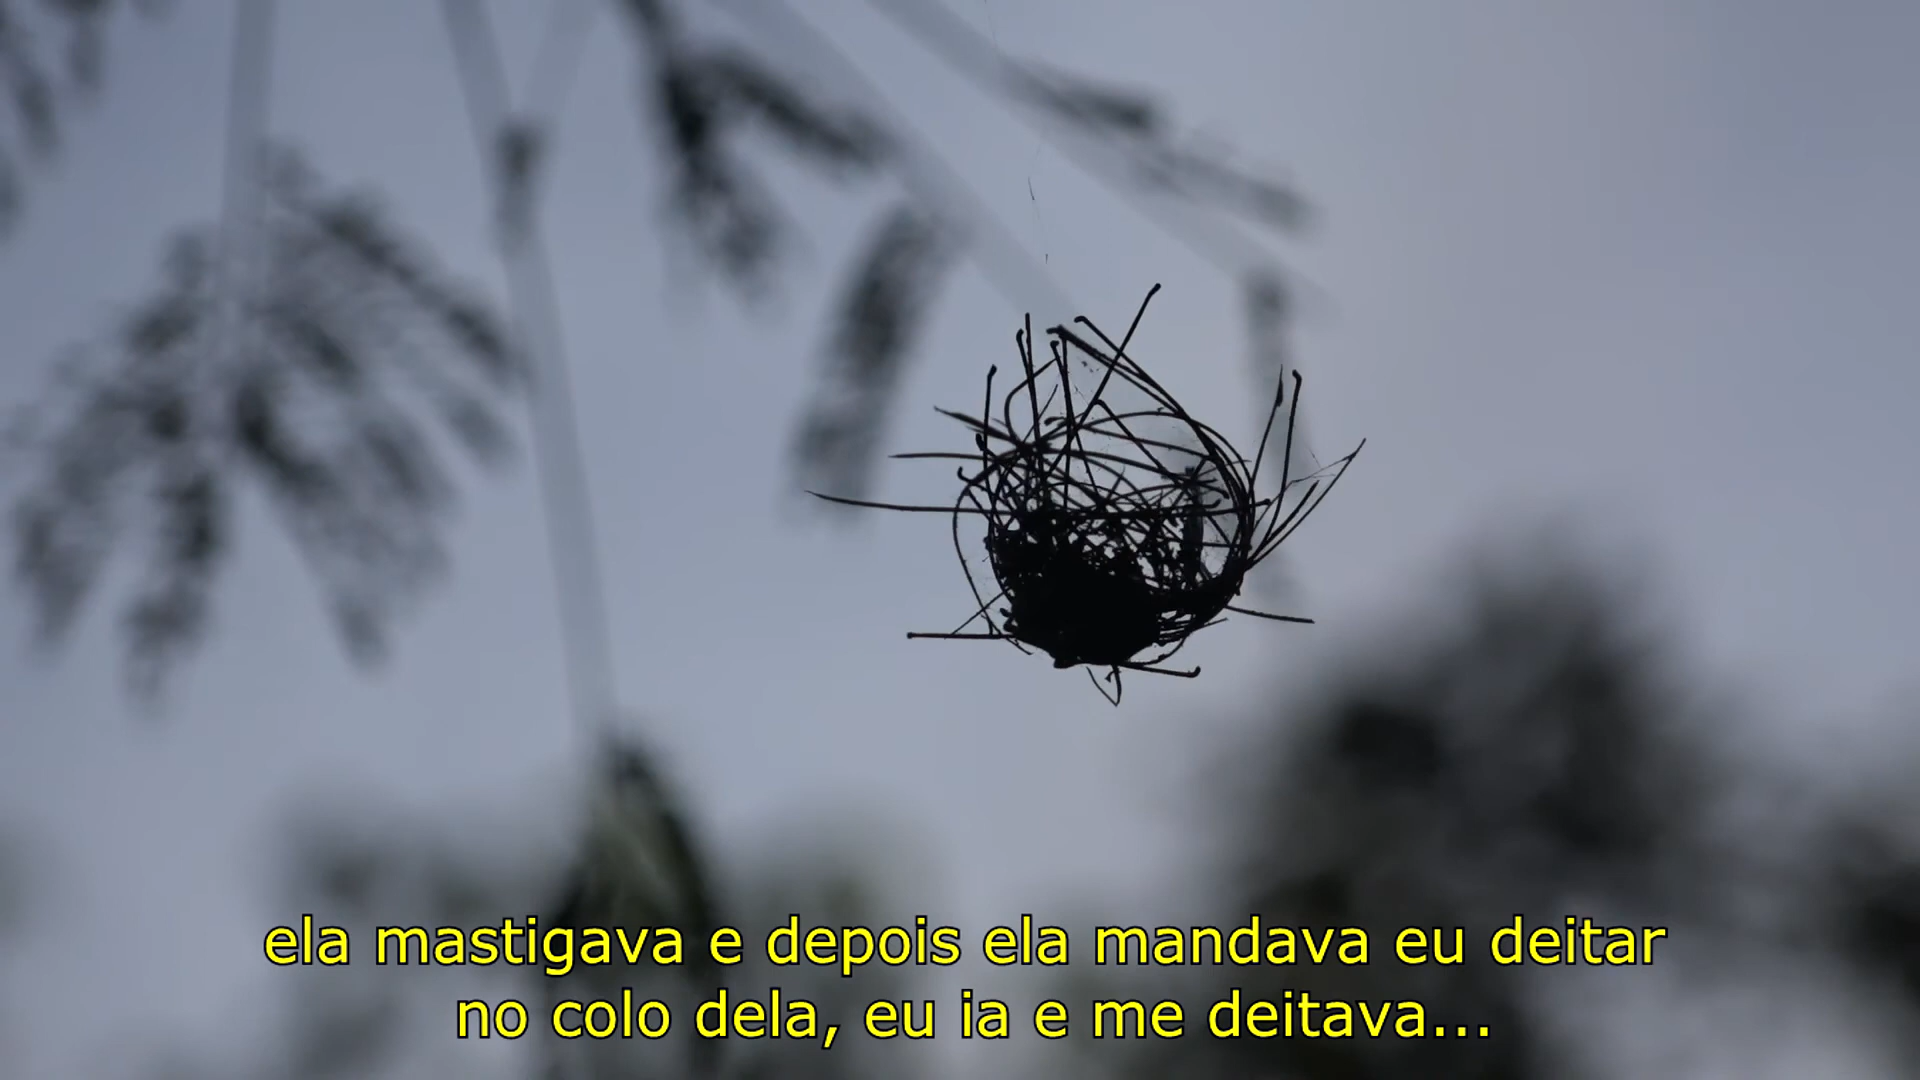 ela mastigava e depois ela mandava eu deitar
no colo dela, eu ia e me deitava...